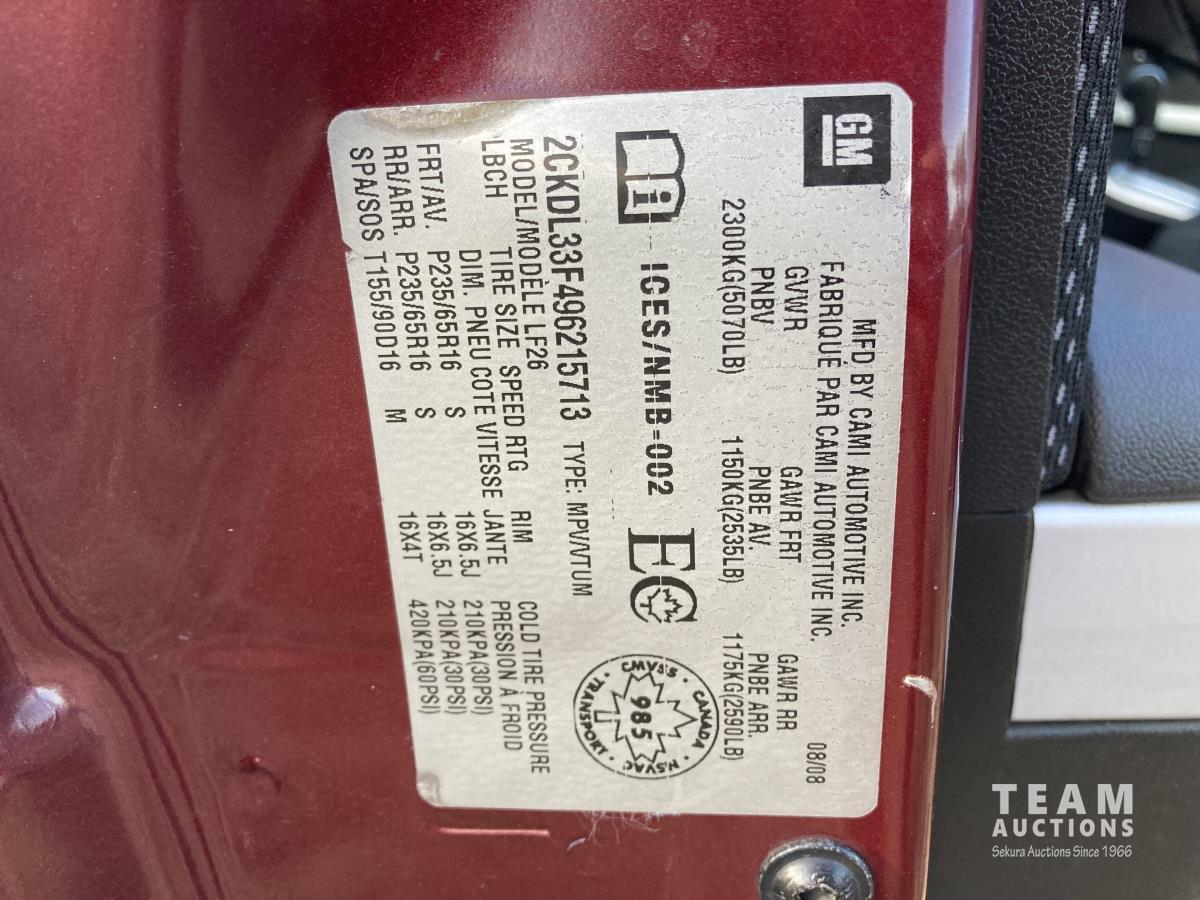 GM
MFD BY CAMI AUTOMOTIVE INC. 08/08
FABRIQUÉ PAR CAMI AUTOMOTIVE INC.
GVWR GAWR FRT GAWR RR
PNBV PNBE AV. PNBE ARR.
2300KG(5070LB) 1150KG(2535LB) 1175KG(2590LB)
i ICES/NMB-002 EC
CANADA · TRANSPORT · CMVSS · NSVAC
985
2CKDL33F496215713 TYPE: MPV/VTUM
MODEL/MODÈLE LF26
LBCH TIRE SIZE SPEED RTG RIM COLD TIRE PRESSURE
DIM. PNEU COTE VITESSE JANTE PRESSION À FROID
FRT/AV. P235/65R16 S 16X6.5J 210KPA(30PSI)
RR/ARR. P235/65R16 S 16X6.5J 210KPA(30PSI)
SPA/SOS T155/90D16 M 16X4T 420KPA(60PSI)
TEAM
AUCTIONS
Sekura Auctions Since 1966